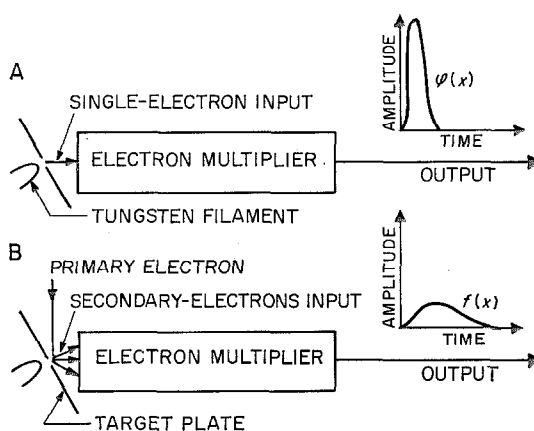 A
SINGLE-ELECTRON INPUT
ELECTRON MULTIPLIER
TUNGSTEN FILAMENT
AMPLITUDE
φ(x)
TIME
OUTPUT
B
PRIMARY ELECTRON
SECONDARY-ELECTRONS INPUT
ELECTRON MULTIPLIER
TARGET PLATE
AMPLITUDE
f(x)
TIME
OUTPUT